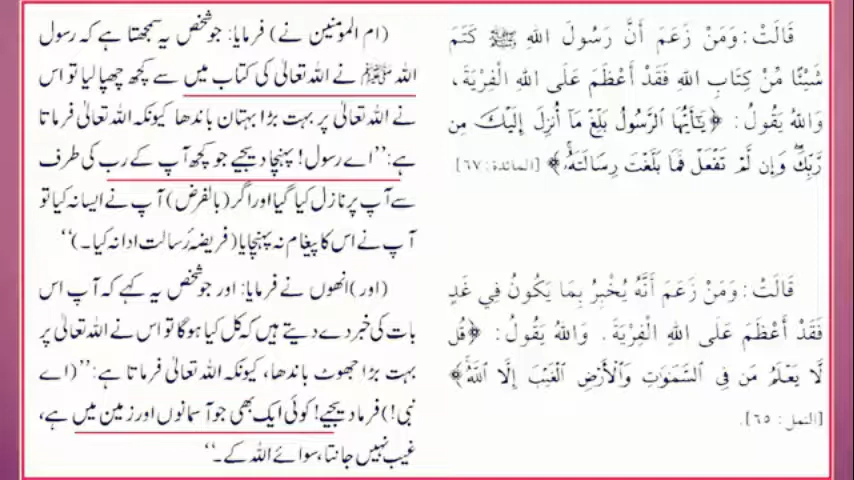 قَالَتْ: وَمَنْ زَعَمَ أَنَّ رَسُولَ اللهِ ﷺ كَتَمَ
شَيْئًا مِّنْ كِتَابِ اللهِ فَقَدْ أَعْظَمَ عَلَى اللهِ الْفِرْيَةَ،
وَاللهُ يَقُولُ: ﴿يَٰٓأَيُّهَا ٱلرَّسُولُ بَلِّغْ مَآ أُنزِلَ إِلَيْكَ مِن
رَّبِّكَ وَإِن لَّمْ تَفْعَلْ فَمَا بَلَّغْتَ رِسَالَتَهُۥ﴾ [المائدة: ٦٧]
قَالَتْ: وَمَنْ زَعَمَ أَنَّهُ يُخْبِرُ بِمَا يَكُونُ فِي غَدٍ
فَقَدْ أَعْظَمَ عَلَى اللهِ الْفِرْيَةَ. وَاللهُ يَقُولُ: ﴿قُل
لَّا يَعْلَمُ مَن فِى ٱلسَّمَٰوَٰتِ وَٱلْأَرْضِ ٱلْغَيْبَ إِلَّا ٱللَّهُ﴾
[النمل: ٦٥].
(ام المومنین نے) فرمایا: جو شخص یہ سمجھتا ہے کہ رسول
اللہ ﷺ نے اللہ تعالیٰ کی کتاب میں سے کچھ چھپا لیا تو اس
نے اللہ تعالیٰ پر بہت بڑا بہتان باندھا کیونکہ اللہ تعالیٰ فرماتا
ہے: ”اے رسول! پہنچا دیجیے جو کچھ آپ کے رب کی طرف
سے آپ پر نازل کیا گیا اور اگر (بالفرض) آپ نے ایسا نہ کیا تو
آپ نے اس کا پیغام نہ پہنچایا (فریضۂ رسالت ادا نہ کیا۔)“
(اور) انھوں نے فرمایا: اور جو شخص یہ کہے کہ آپ اس
بات کی خبر دے دیتے ہیں کہ کل کیا ہوگا تو اس نے اللہ تعالیٰ پر
بہت بڑا جھوٹ باندھا، کیونکہ اللہ تعالیٰ فرماتا ہے: ”(اے
نبی!) فرما دیجیے! کوئی ایک بھی جو آسمانوں اور زمین میں ہے،
غیب نہیں جانتا، سوائے اللہ کے۔“